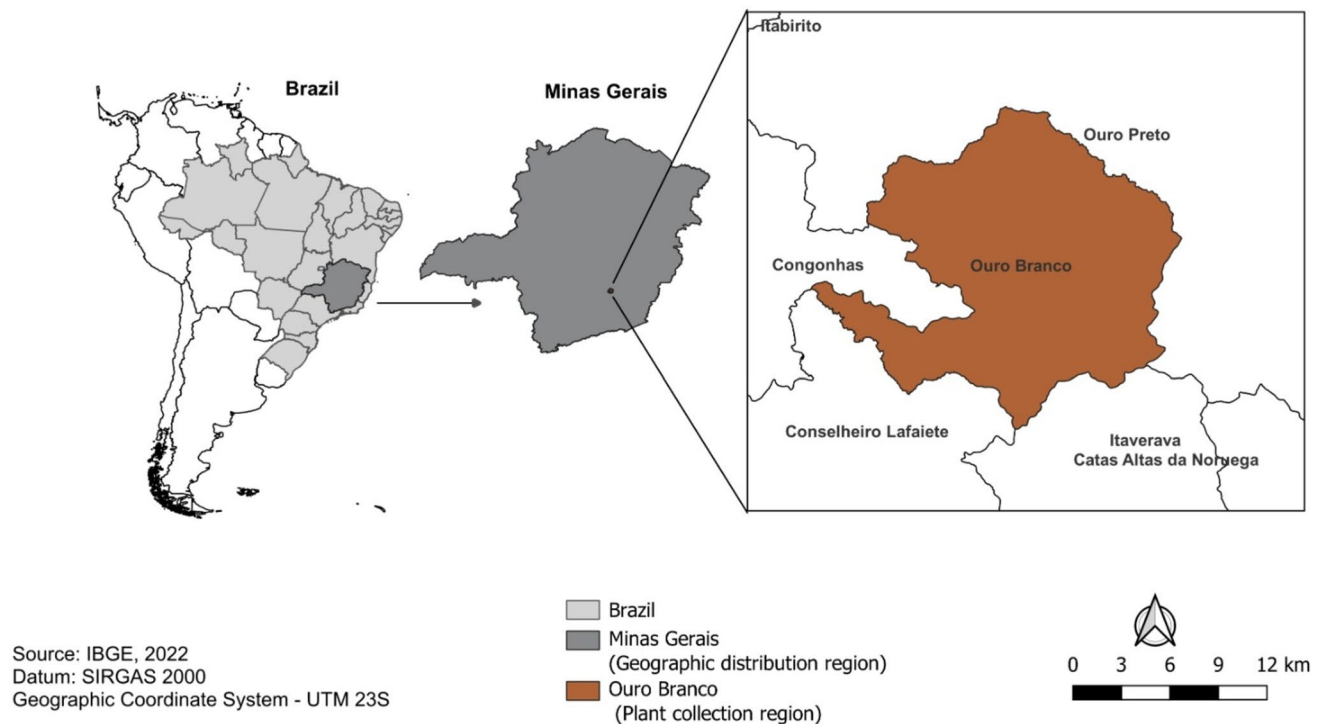 Itabirito
Brazil
Minas Gerais
Ouro Preto
Congonhas
Ouro Branco
Conselheiro Lafaiete
Itaverava
Catas Altas da Noruega
Brazil
Minas Gerais
(Geographic distribution region)
Ouro Branco
(Plant collection region)
Source: IBGE, 2022
Datum: SIRGAS 2000
Geographic Coordinate System - UTM 23S
0 3 6 9 12 km